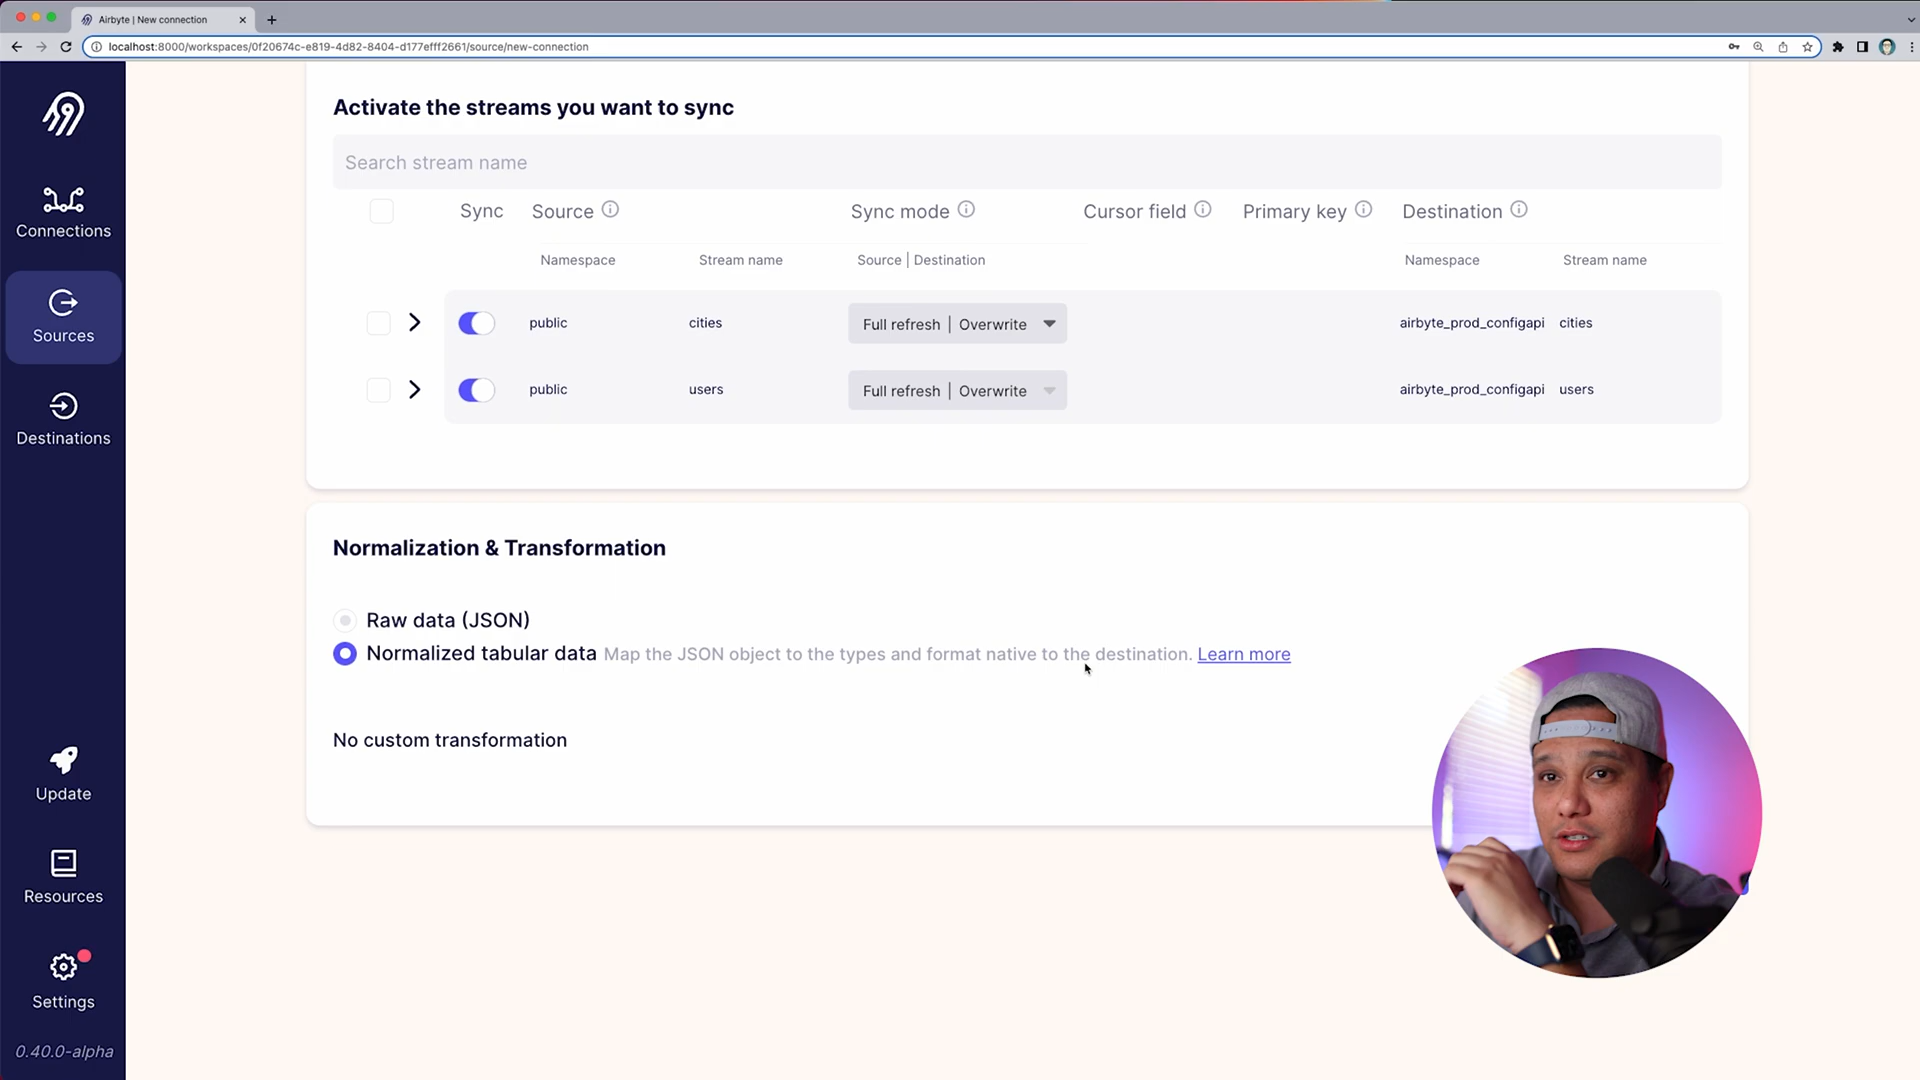 Airbyte | New connection
localhost:8000/workspaces/0f20674c-e819-4d82-8404-d177efff2661/source/new-connection
Connections
Sources
Destinations
Update
Resources
Settings
0.40.0-alpha
Activate the streams you want to sync
Search stream name
Sync Source Sync mode Cursor field Primary key Destination
Namespace Stream name Source | Destination Namespace Stream name
public cities Full refresh | Overwrite airbyte_prod_configapi cities
public users Full refresh | Overwrite airbyte_prod_configapi users
Normalization & Transformation
Raw data (JSON)
Normalized tabular data Map the JSON object to the types and format native to the destination. Learn more
No custom transformation